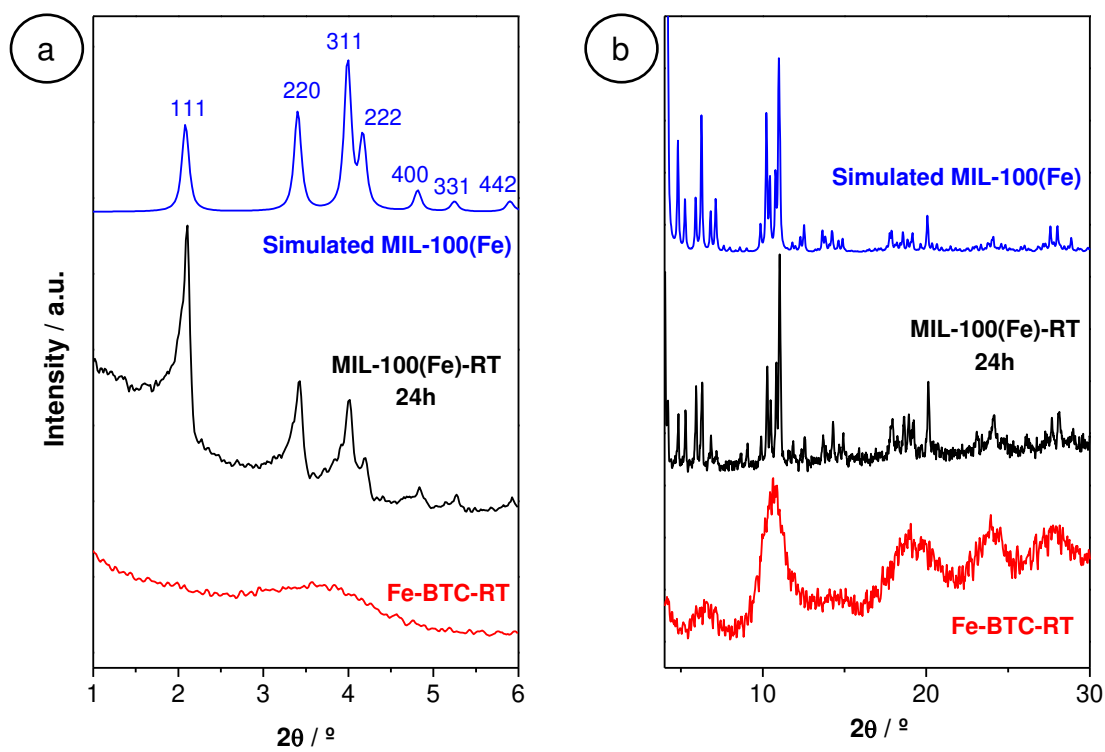 a
111
220
311
222
400
331
442
Simulated MIL-100(Fe)
MIL-100(Fe)-RT
24h
Fe-BTC-RT
Intensity / a.u.
1 2 3 4 5 6
2θ / º
b
Simulated MIL-100(Fe)
MIL-100(Fe)-RT
24h
Fe-BTC-RT
10 20 30
2θ / º